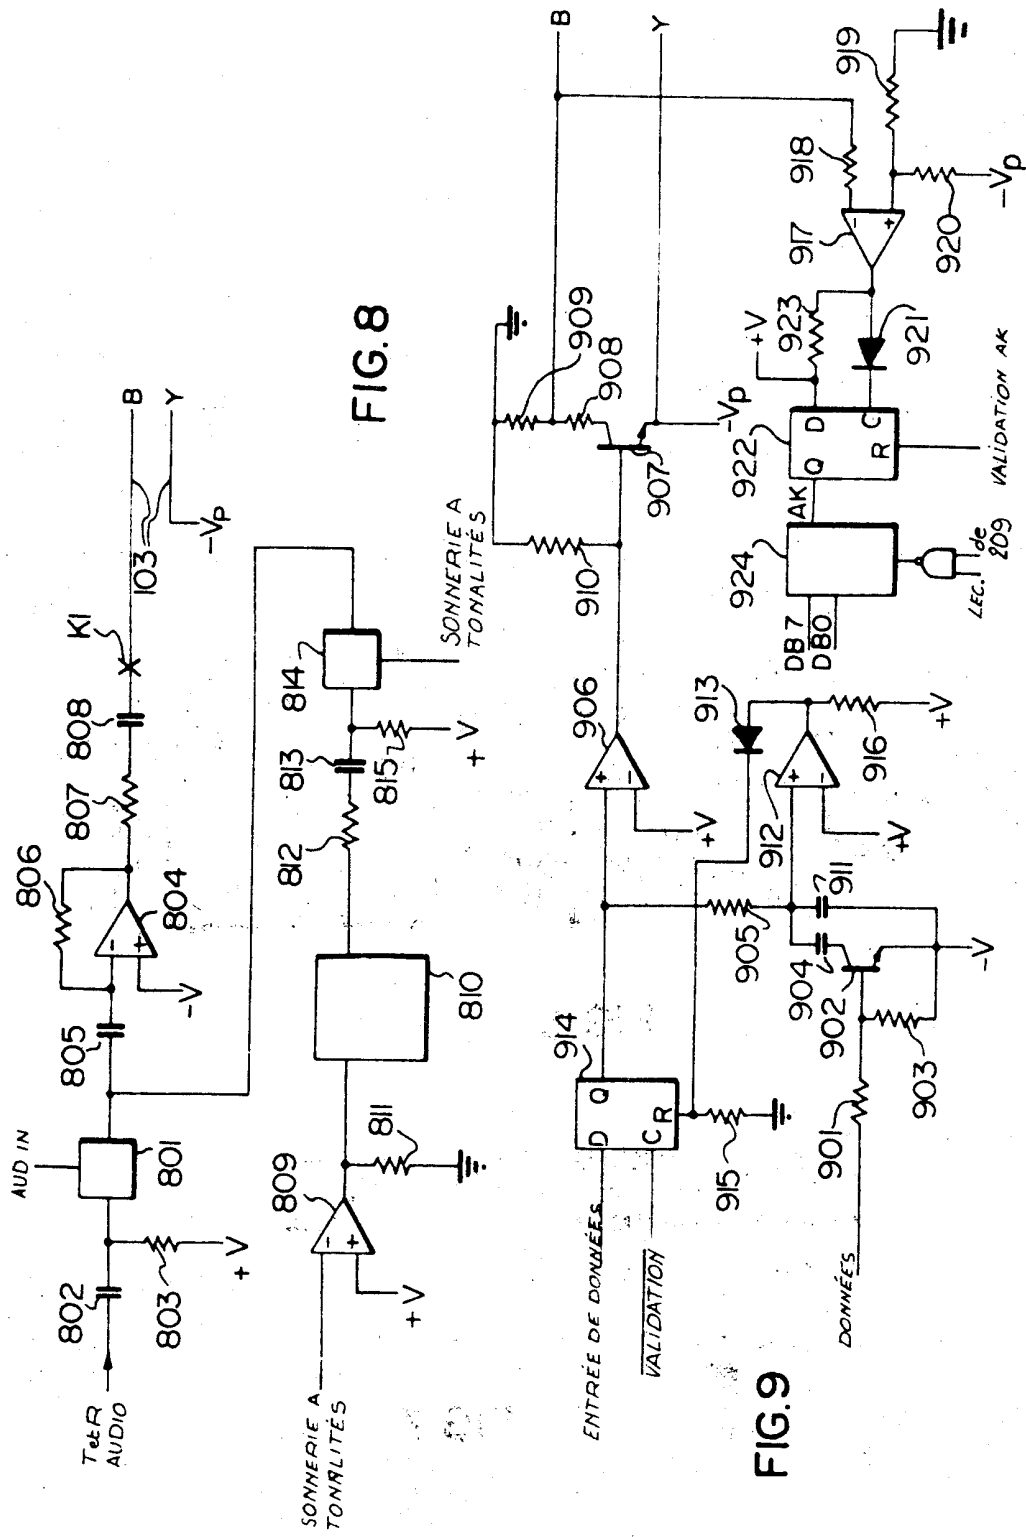 T et R
AUDIO
802
803
+V
AUD IN
801
805
-V
806
804
807
808
K1
103
B
Y
-Vp
SONNERIE A
TONALITÉS
809
+V
811
810
812
813
815
+V
814
SONNERIE A
TONALITÉS
FIG.8
ENTRÉE DE DONNÉES
VALIDATION
D
Q
C
R
914
915
DONNÉES
901
902
903
904
905
911
-V
+
-
906
+V
912
+V
913
916
+V
910
907
908
909
-Vp
B
Y
DB7
DB0
924
LEC.
de
209
AK
922
Q
D
R
C
VALIDATION AK
+V
923
921
917
918
919
920
-Vp
FIG.9